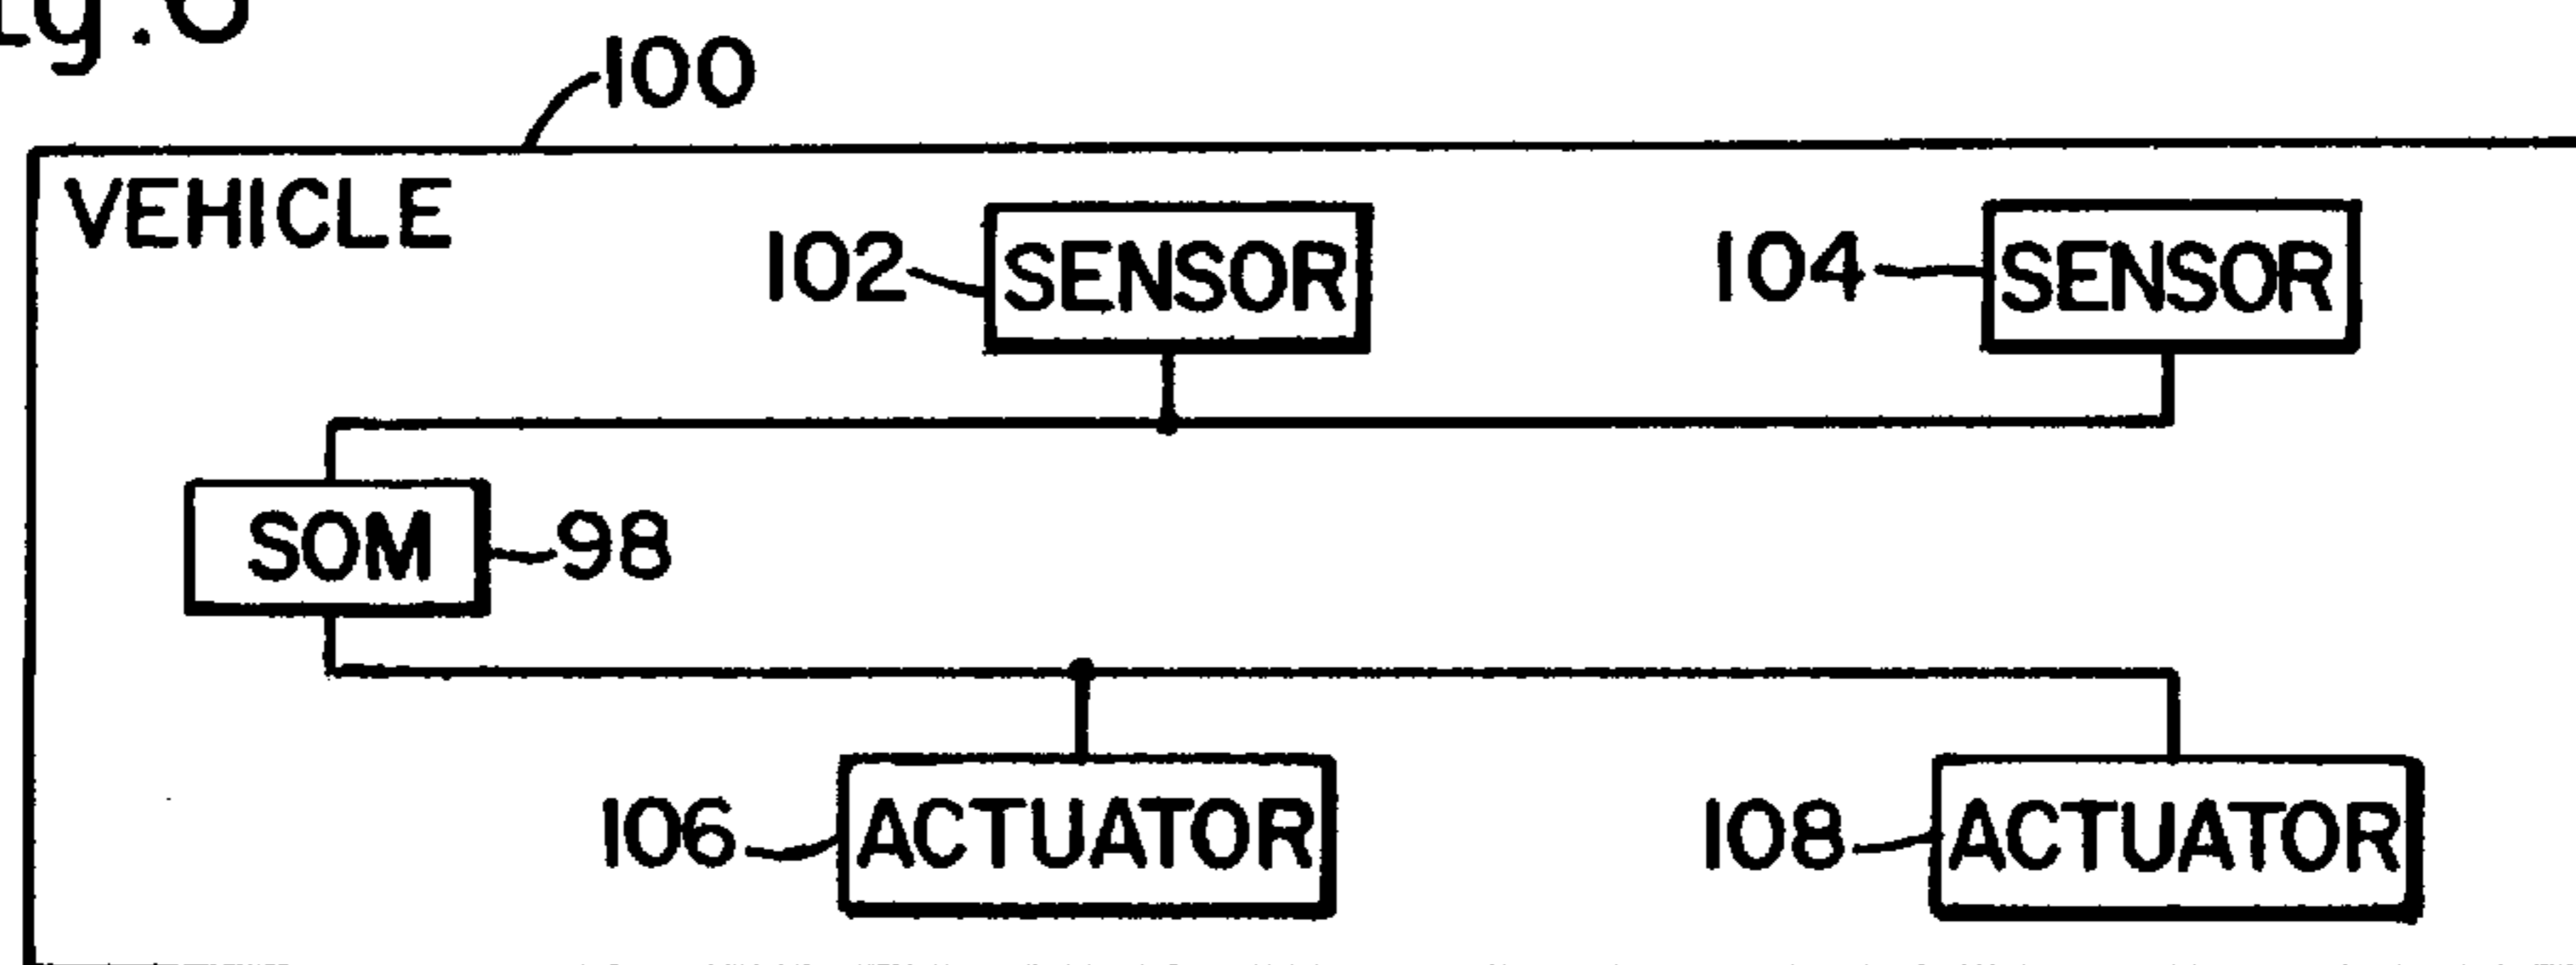 100
VEHICLE
102 SENSOR
104 SENSOR
SOM 98
106 ACTUATOR
108 ACTUATOR